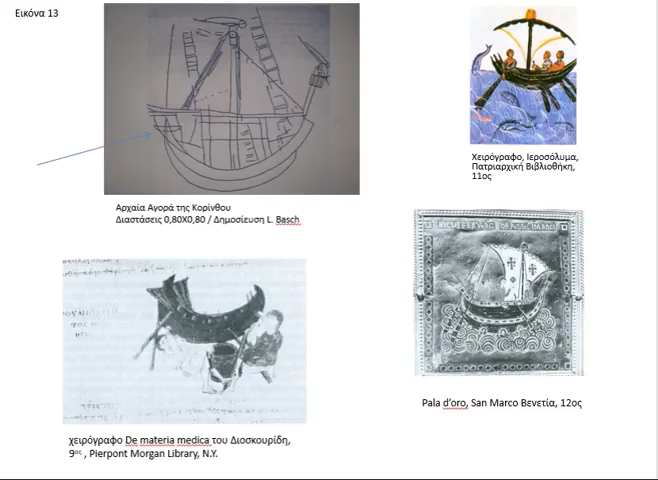 Εικόνα 13
Αρχαία Αγορά της Κορίνθου
Διαστάσεις 0,80Χ0,80 / Δημοσίευση L. Basch
Χειρόγραφο, Ιεροσόλυμα,
Πατριαρχική Βιβλιοθήκη,
11ος
Pala d’oro, San Marco Βενετία, 12ος
χειρόγραφο De materia medica του Διοσκουρίδη,
9ος , Pierpont Morgan Library, N.Y.